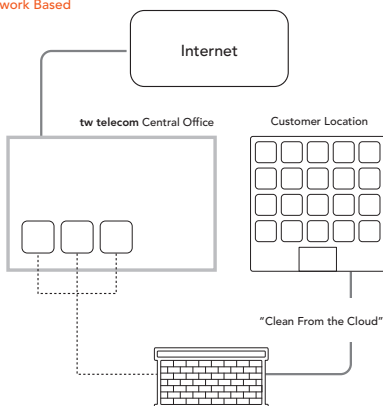 work Based
Internet
tw telecom Central Office
Customer Location
"Clean From the Cloud"